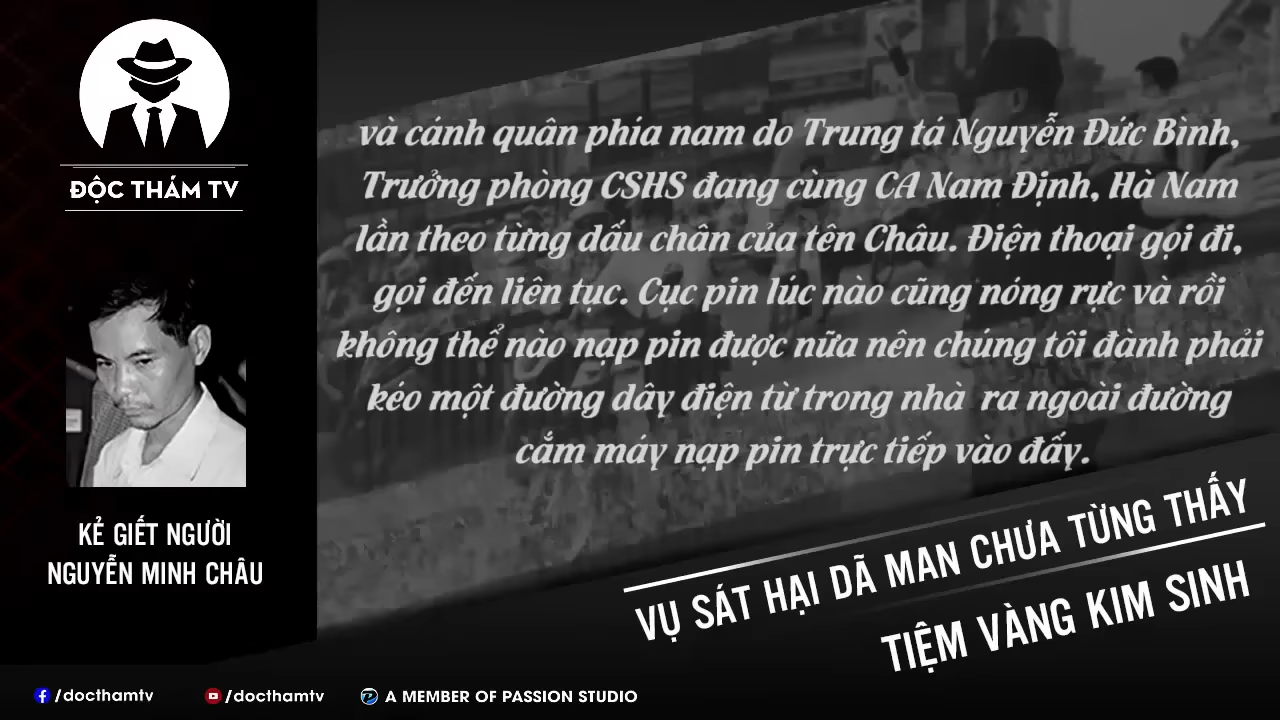 ĐỘC THÁM TV
và cánh quân phía nam do Trung tá Nguyễn Đức Bình,
Trưởng phòng CSHS đang cùng CA Nam Định, Hà Nam
lần theo từng dấu chân của tên Châu. Điện thoại gọi đi,
gọi đến liên tục. Cục pin lúc nào cũng nóng rực và rồi
không thể nào nạp pin được nữa nên chúng tôi đành phải
kéo một đường dây điện từ trong nhà ra ngoài đường
cắm máy nạp pin trực tiếp vào đấy.
KẺ GIẾT NGƯỜI
NGUYỄN MINH CHÂU
VỤ SÁT HẠI DÃ MAN CHƯA TỪNG THẤY
TIỆM VÀNG KIM SINH
/docthamtv
/docthamtv
A MEMBER OF PASSION STUDIO